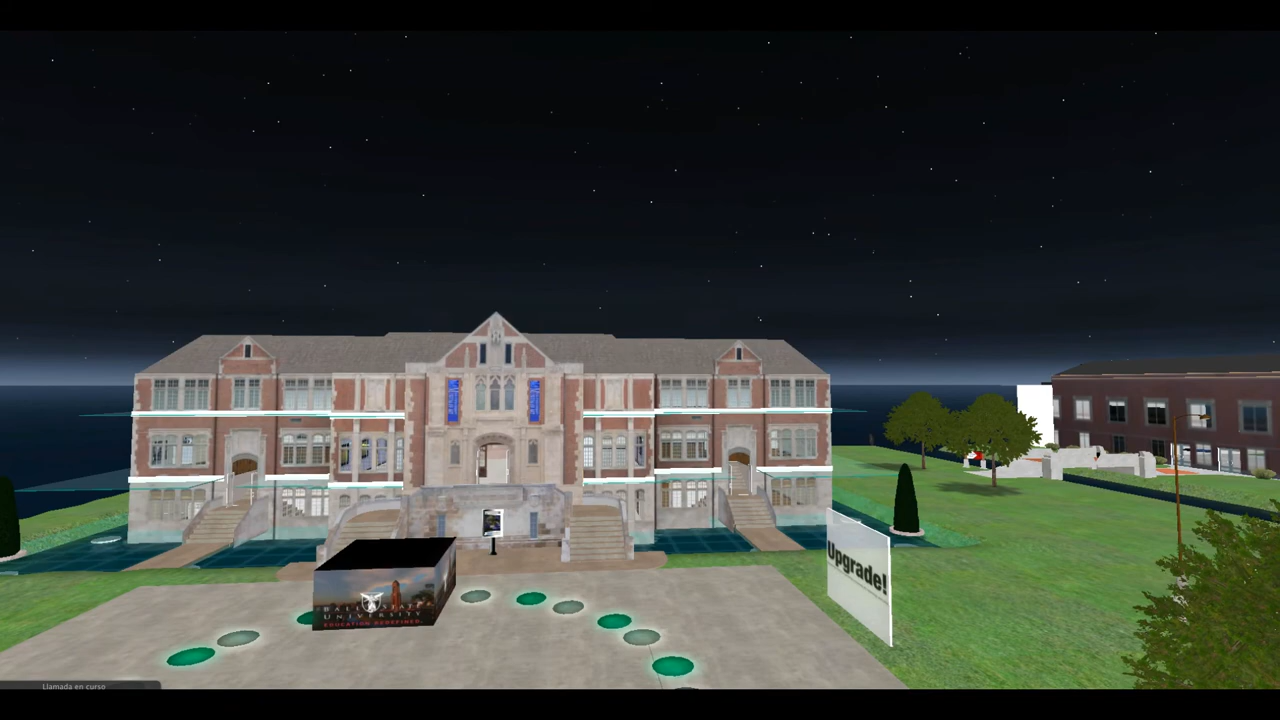 Upgrade!
BALL STATE
UNIVERSITY
EDUCATION REDEFINED.
Llamada en curso